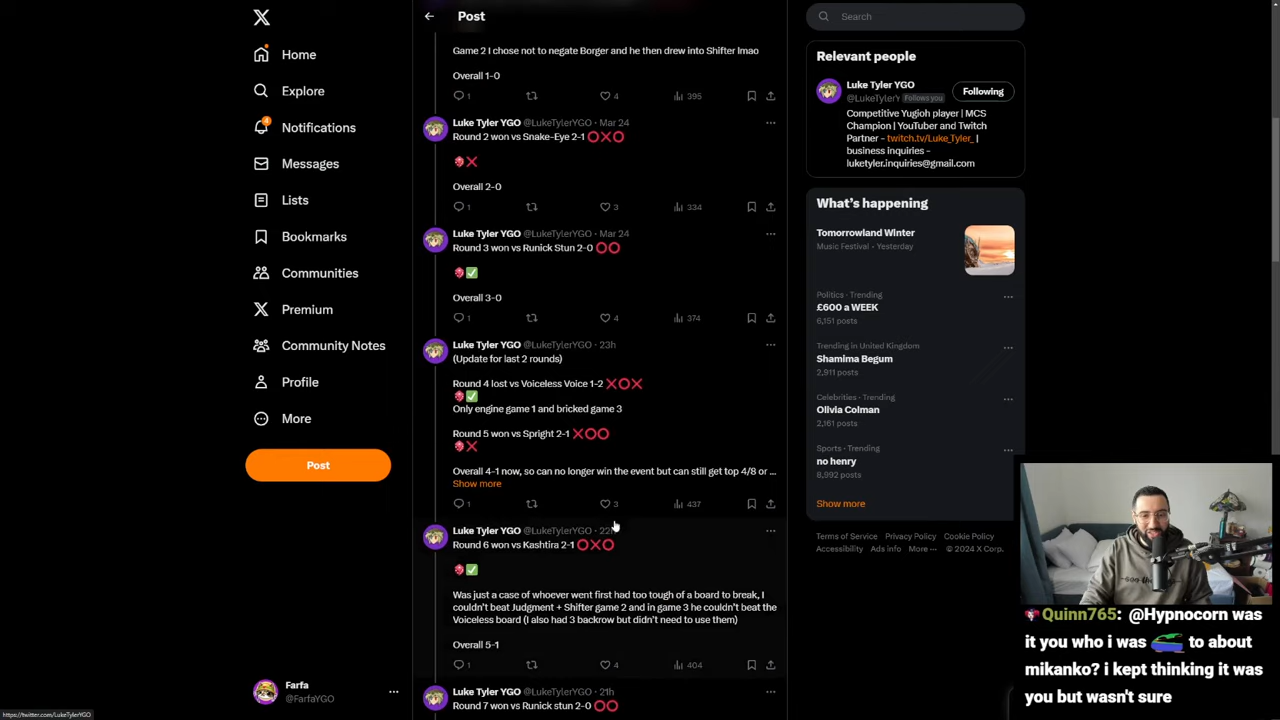 Home
Explore
4
Notifications
Messages
Lists
Bookmarks
Communities
Premium
Community Notes
Profile
More
Post
Farfa
@FarfaYGO
https://twitter.com/LukeTylerYGO
Post
Game 2 I chose not to negate Borger and he then drew into Shifter lmao
Overall 1-0
1 4 395
Luke Tyler YGO @LukeTylerYGO · Mar 24
Round 2 won vs Snake-Eye 2-1 ⭕❌⭕
❌
Overall 2-0
1 3 334
Luke Tyler YGO @LukeTylerYGO · Mar 24
Round 3 won vs Runick Stun 2-0 ⭕⭕
✅
Overall 3-0
1 4 374
Luke Tyler YGO @LukeTylerYGO · 23h
(Update for last 2 rounds)
Round 4 lost vs Voiceless Voice 1-2 ❌⭕❌
✅
Only engine game 1 and bricked game 3
Round 5 won vs Spright 2-1 ❌⭕⭕
❌
Overall 4-1 now, so can no longer win the event but can still get top 4/8 or ...
Show more
1 3 437
Luke Tyler YGO @LukeTylerYGO · 22h
Round 6 won vs Kashtira 2-1 ⭕❌⭕
✅
Was just a case of whoever went first had too tough of a board to break, I
couldn't beat Judgment + Shifter game 2 and in game 3 he couldn't beat the
Voiceless board (I also had 3 backrow but didn't need to use them)
Overall 5-1
1 4 404
Luke Tyler YGO @LukeTylerYGO · 21h
Round 7 won vs Runick stun 2-0 ⭕⭕
Search
Relevant people
Luke Tyler YGO
@LukeTylerY Follows you
Following
Competitive Yugioh player | MCS
Champion | YouTuber and Twitch
Partner - twitch.tv/Luke_Tyler_ |
business inquiries -
luketyler.inquiries@gmail.com
What's happening
Tomorrowland Winter
Music Festival · Yesterday
Politics · Trending
£600 a WEEK
6,151 posts
Trending in United Kingdom
Shamima Begum
2,911 posts
Celebrities · Trending
Olivia Colman
2,161 posts
Sports · Trending
no henry
8,992 posts
Show more
Terms of Service Privacy Policy Cookie Policy
Accessibility Ads info More ··· © 2024 X Corp.
Quinn765: @Hypnocorn was
it you who i was to about
mikanko? i kept thinking it was
you but wasn't sure